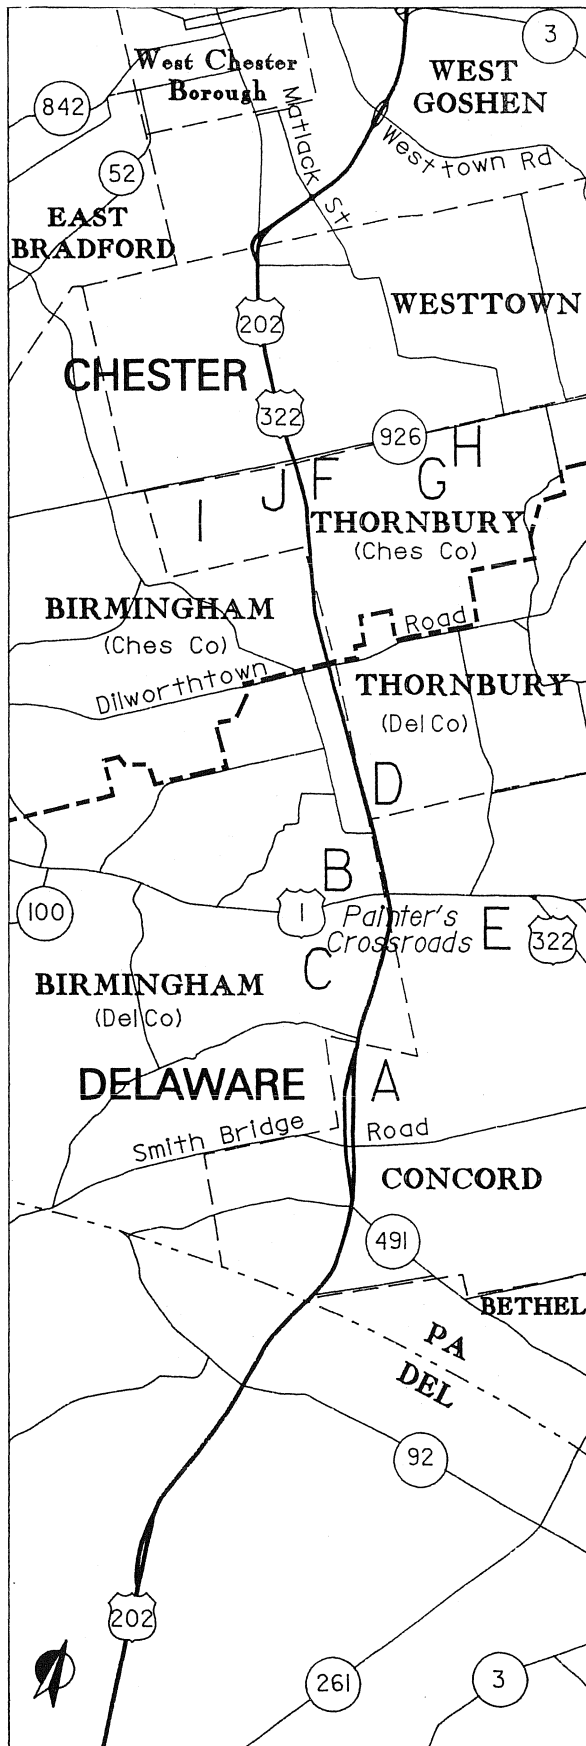 3
West Chester
Borough
WEST
GOSHEN
842
Matlack St
Westtown Rd
52
EAST
BRADFORD
WESTTOWN
202
CHESTER
322
926
H
J
F
G
I
THORNBURY
(Ches Co)
BIRMINGHAM
(Ches Co)
Dilworthtown Road
THORNBURY
(Del Co)
D
B
100
1
Painter's
Crossroads
E
322
C
BIRMINGHAM
(Del Co)
DELAWARE
A
Smith Bridge Road
CONCORD
491
BETHEL
PA
DEL
92
202
261
3